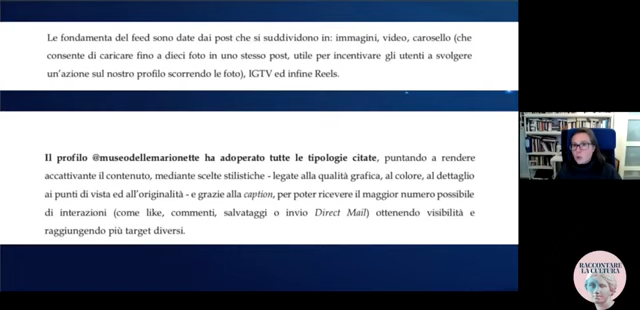 Le fondamenta del feed sono date dai post che si suddividono in: immagini, video, carosello (che
consente di caricare fino a dieci foto in uno stesso post, utile per incentivare gli utenti a svolgere
un'azione sul nostro profilo scorrendo le foto), IGTV ed infine Reels.
Il profilo @museodellemarionette ha adoperato tutte le tipologie citate, puntando a rendere
accattivante il contenuto, mediante scelte stilistiche - legate alla qualità grafica, al colore, al dettaglio
ai punti di vista ed all'originalità - e grazie alla caption, per poter ricevere il maggior numero possibile
di interazioni (come like, commenti, salvataggi o invio Direct Mail) ottenendo visibilità e
raggiungendo più target diversi.
RACCONTARE
LA CULTURA